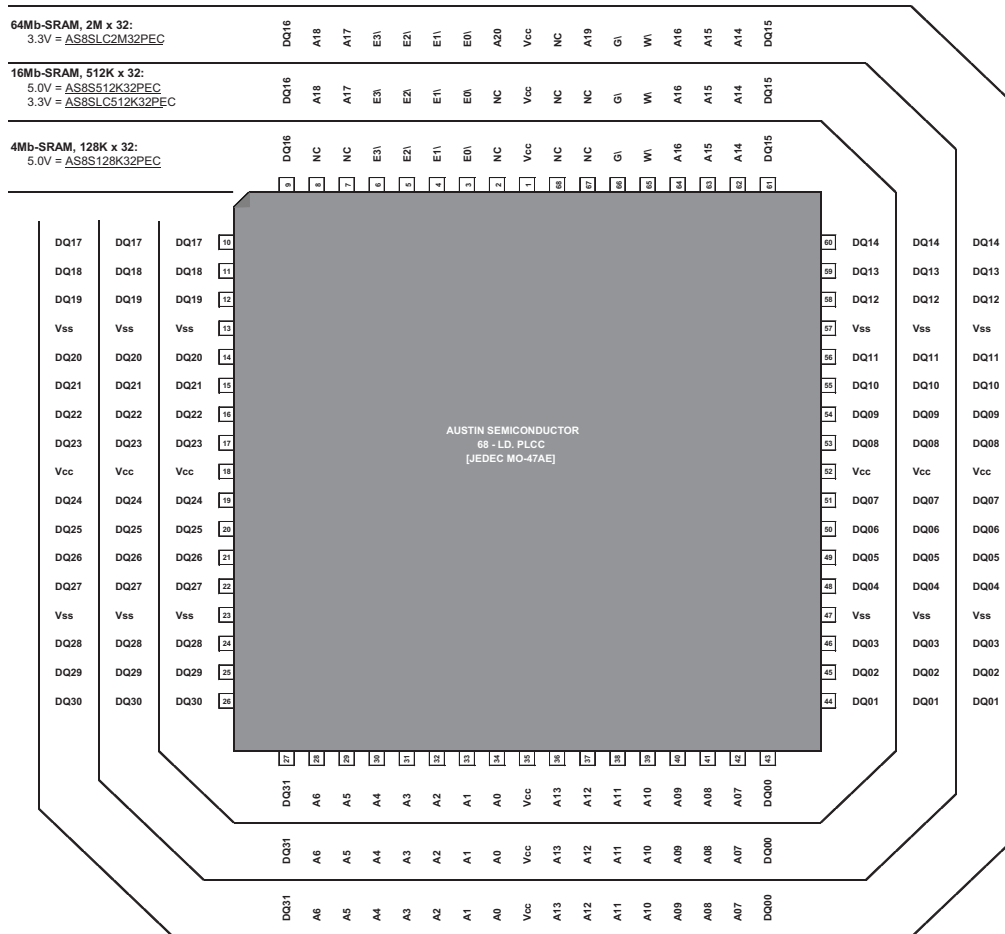 64Mb-SRAM, 2M x 32:
3.3V = AS8SLC2M32PEC
DQ16 A18 A17 E3\ E2\ E1\ E0\ A20 Vcc NC A19 G\ W\ A16 A15 A14 DQ15
16Mb-SRAM, 512K x 32:
5.0V = AS8S512K32PEC
3.3V = AS8SLC512K32PEC
DQ16 A18 A17 E3\ E2\ E1\ E0\ NC Vcc NC NC G\ W\ A16 A15 A14 DQ15
4Mb-SRAM, 128K x 32:
5.0V = AS8S128K32PEC
DQ16 NC NC E3\ E2\ E1\ E0\ NC Vcc NC NC G\ W\ A16 A15 A14 DQ15
9 8 7 6 5 4 3 2 1 68 67 66 65 64 63 62 61
DQ17 DQ17 DQ17 10 60 DQ14 DQ14 DQ14
DQ18 DQ18 DQ18 11 59 DQ13 DQ13 DQ13
DQ19 DQ19 DQ19 12 58 DQ12 DQ12 DQ12
Vss Vss Vss 13 57 Vss Vss Vss
DQ20 DQ20 DQ20 14 56 DQ11 DQ11 DQ11
DQ21 DQ21 DQ21 15 55 DQ10 DQ10 DQ10
DQ22 DQ22 DQ22 16 54 DQ09 DQ09 DQ09
AUSTIN SEMICONDUCTOR
68 - LD. PLCC
[JEDEC MO-47AE]
DQ23 DQ23 DQ23 17 53 DQ08 DQ08 DQ08
Vcc Vcc Vcc 18 52 Vcc Vcc Vcc
DQ24 DQ24 DQ24 19 51 DQ07 DQ07 DQ07
DQ25 DQ25 DQ25 20 50 DQ06 DQ06 DQ06
DQ26 DQ26 DQ26 21 49 DQ05 DQ05 DQ05
DQ27 DQ27 DQ27 22 48 DQ04 DQ04 DQ04
Vss Vss Vss 23 47 Vss Vss Vss
DQ28 DQ28 DQ28 24 46 DQ03 DQ03 DQ03
DQ29 DQ29 DQ29 25 45 DQ02 DQ02 DQ02
DQ30 DQ30 DQ30 26 44 DQ01 DQ01 DQ01
27 28 29 30 31 32 33 34 35 36 37 38 39 40 41 42 43
DQ31 A6 A5 A4 A3 A2 A1 A0 Vcc A13 A12 A11 A10 A09 A08 A07 DQ00
DQ31 A6 A5 A4 A3 A2 A1 A0 Vcc A13 A12 A11 A10 A09 A08 A07 DQ00
DQ31 A6 A5 A4 A3 A2 A1 A0 Vcc A13 A12 A11 A10 A09 A08 A07 DQ00